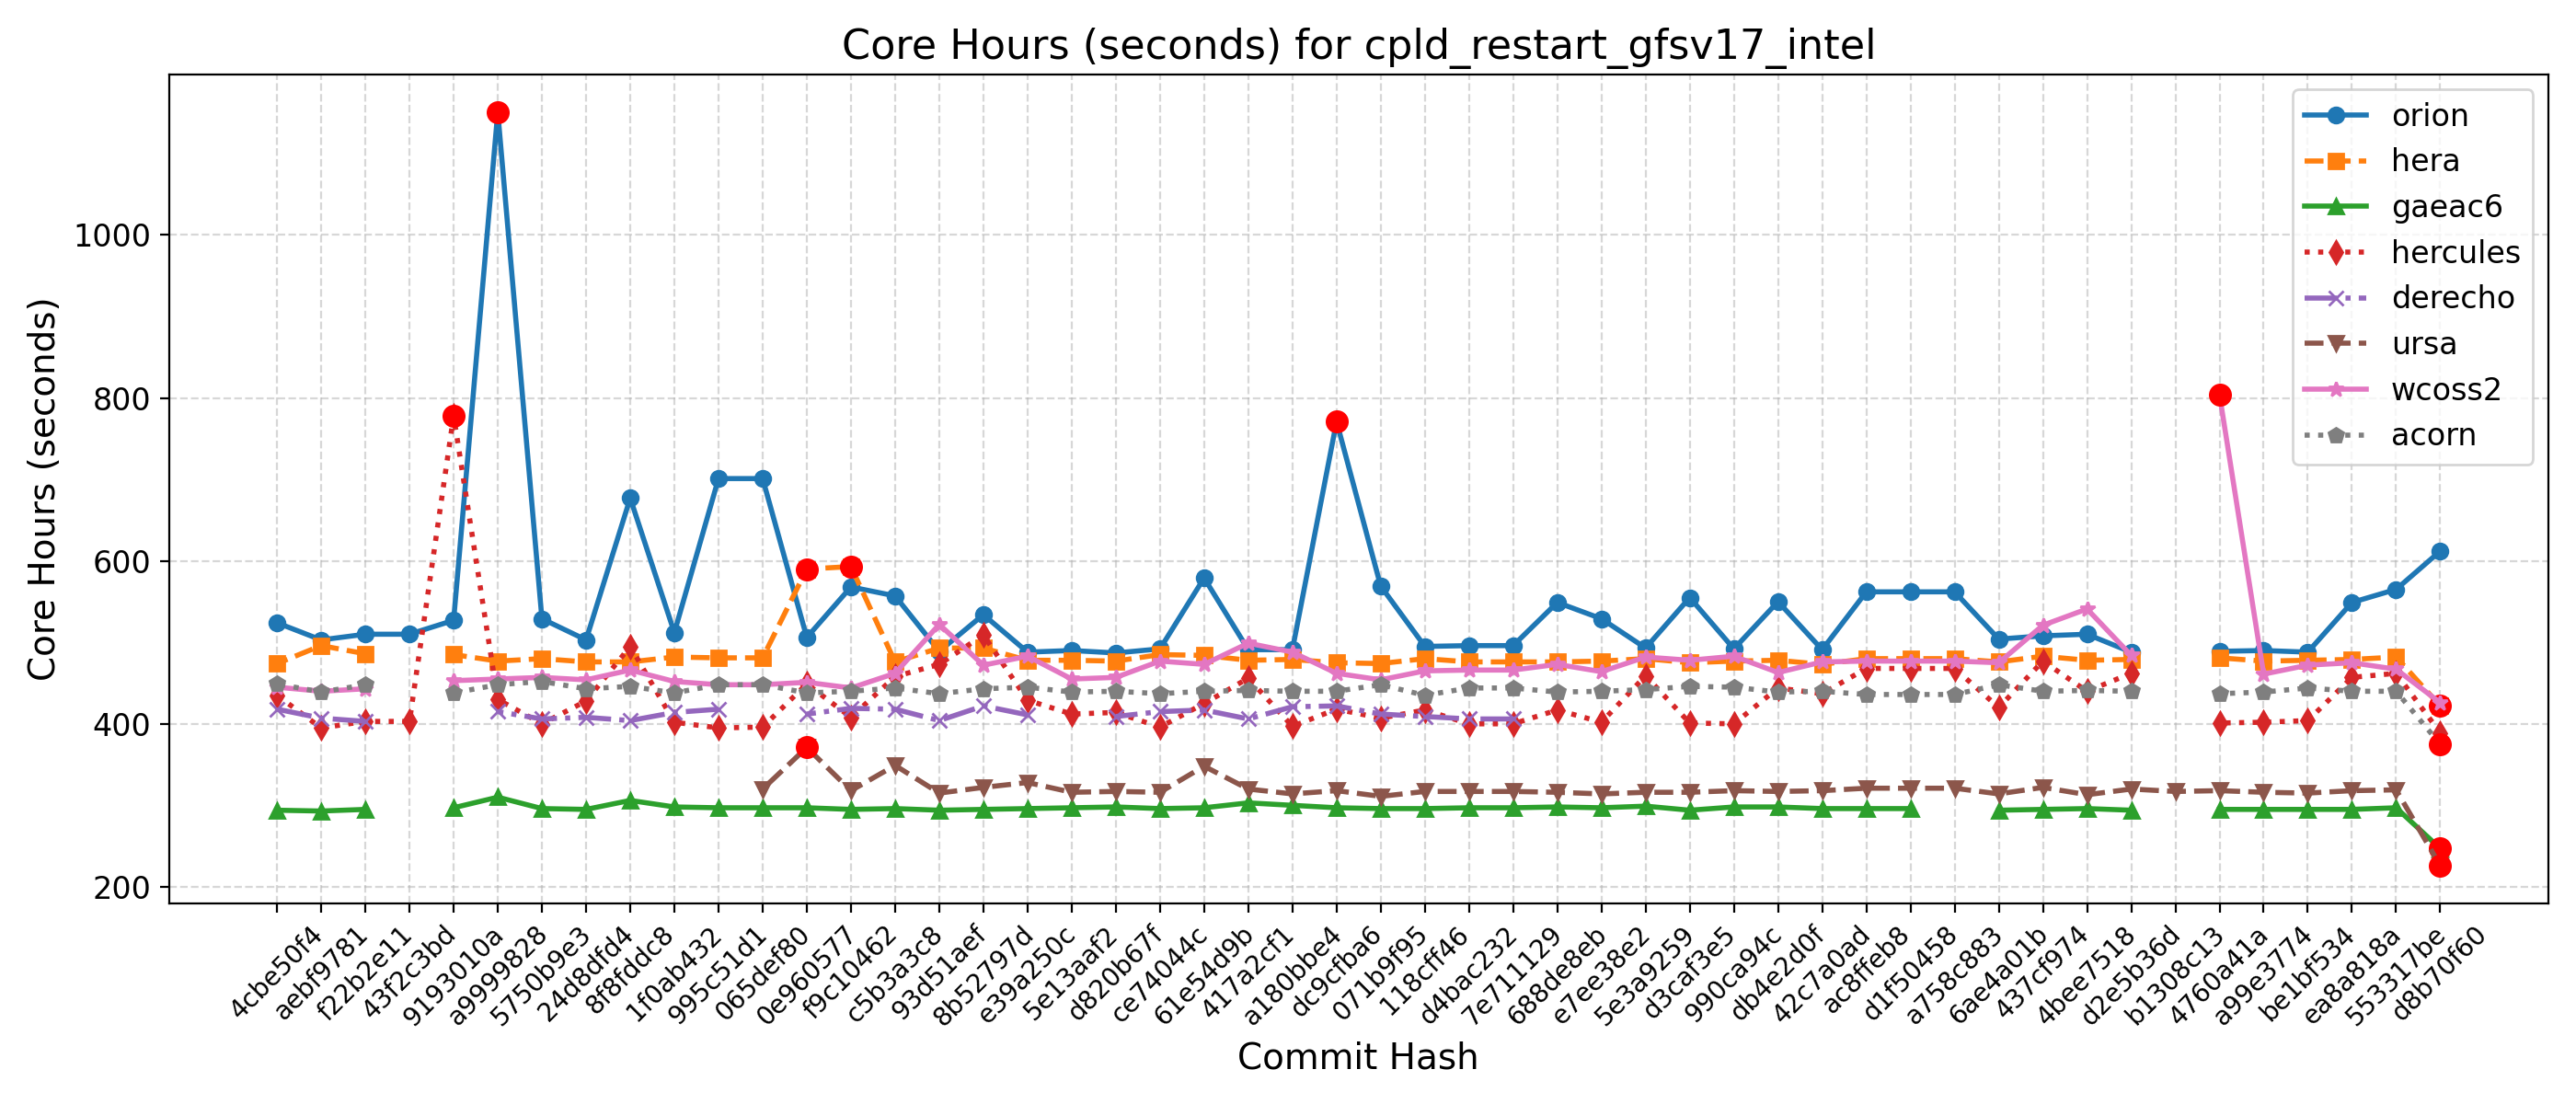 Core Hours (seconds) for cpld_restart_gfsv17_intel
Core Hours (seconds)
1000
800
600
400
200
orion
hera
gaeac6
hercules
derecho
ursa
wcoss2
acorn
4cbe50f4
aebf9781
f22b2e11
43f2c3bd
9193010a
a9999828
5750b9e3
24d8dfd4
8f8fddc8
1f0ab432
995c51d1
065def80
0e960577
f9c10462
c5b3a3c8
93d51aef
8b52797d
e39a250c
5e13aaf2
d820b67f
ce74044c
61e54d9b
417a2cf1
a180bbe4
dc9cfba6
071b9f95
118cff46
d4bac232
7e711129
688de8eb
e7ee38e2
5e3a9259
d3caf3e5
990ca94c
db4e2d0f
42c7a0ad
ac8ffeb8
d1f50458
a758c883
6ae4a01b
437cf974
4bee7518
d2e5b36d
b1308c13
4760a41a
a99e3774
be1bf534
ea8a818a
553317be
d8b70f60
Commit Hash